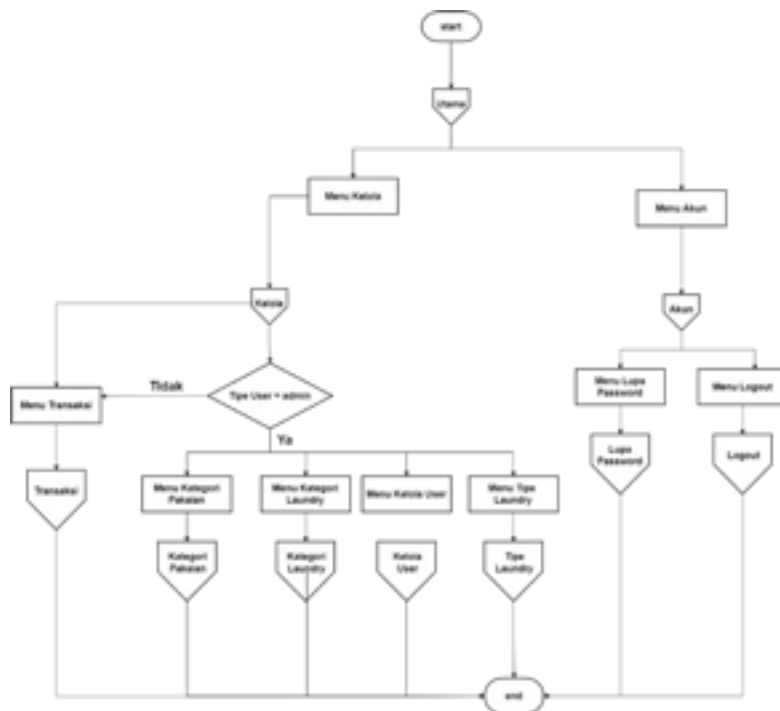 start
Utama
Menu Kelola
Menu Akun
Kelola
Akun
Tidak
Tipe User = admin
Menu Transaksi
Menu Lupa
Password
Menu Logout
Ya
Lupa
Password
Logout
Transaksi
Menu Kategori
Pakaian
Menu Kategori
Laundry
Menu Kelola User
Menu Tipe
Laundry
Kategori
Pakaian
Kategori
Laundry
Kelola
User
Tipe
Laundry
end